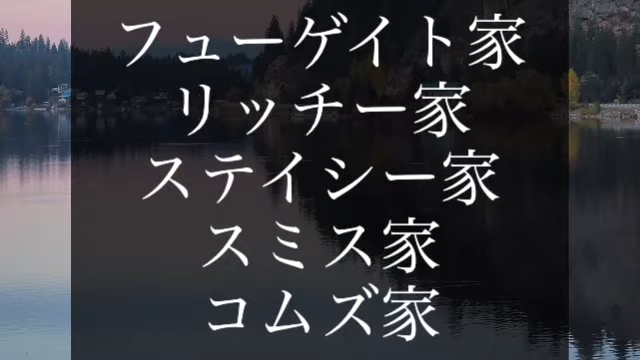 フューゲイト家
リッチー家
ステイシー家
スミス家
コムズ家